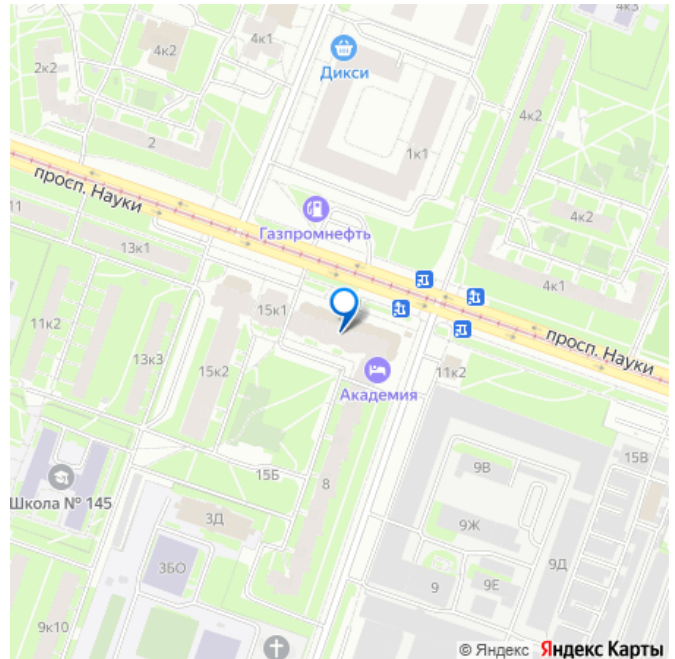 4к3
4к2
4к1
4к1
2к2
Дикси
4к2
2
1к1
просп. Науки
11
4к2
Газпромнефть
13к1
4к1
15к1
11к2
просп. Науки
13к3
15к2
11к2
Академия
15В
9В
15Б
8
Школа № 145
3Д
9Ж
9Д
3БО
9
9Е
9к10
© Яндекс Яндекс Карты